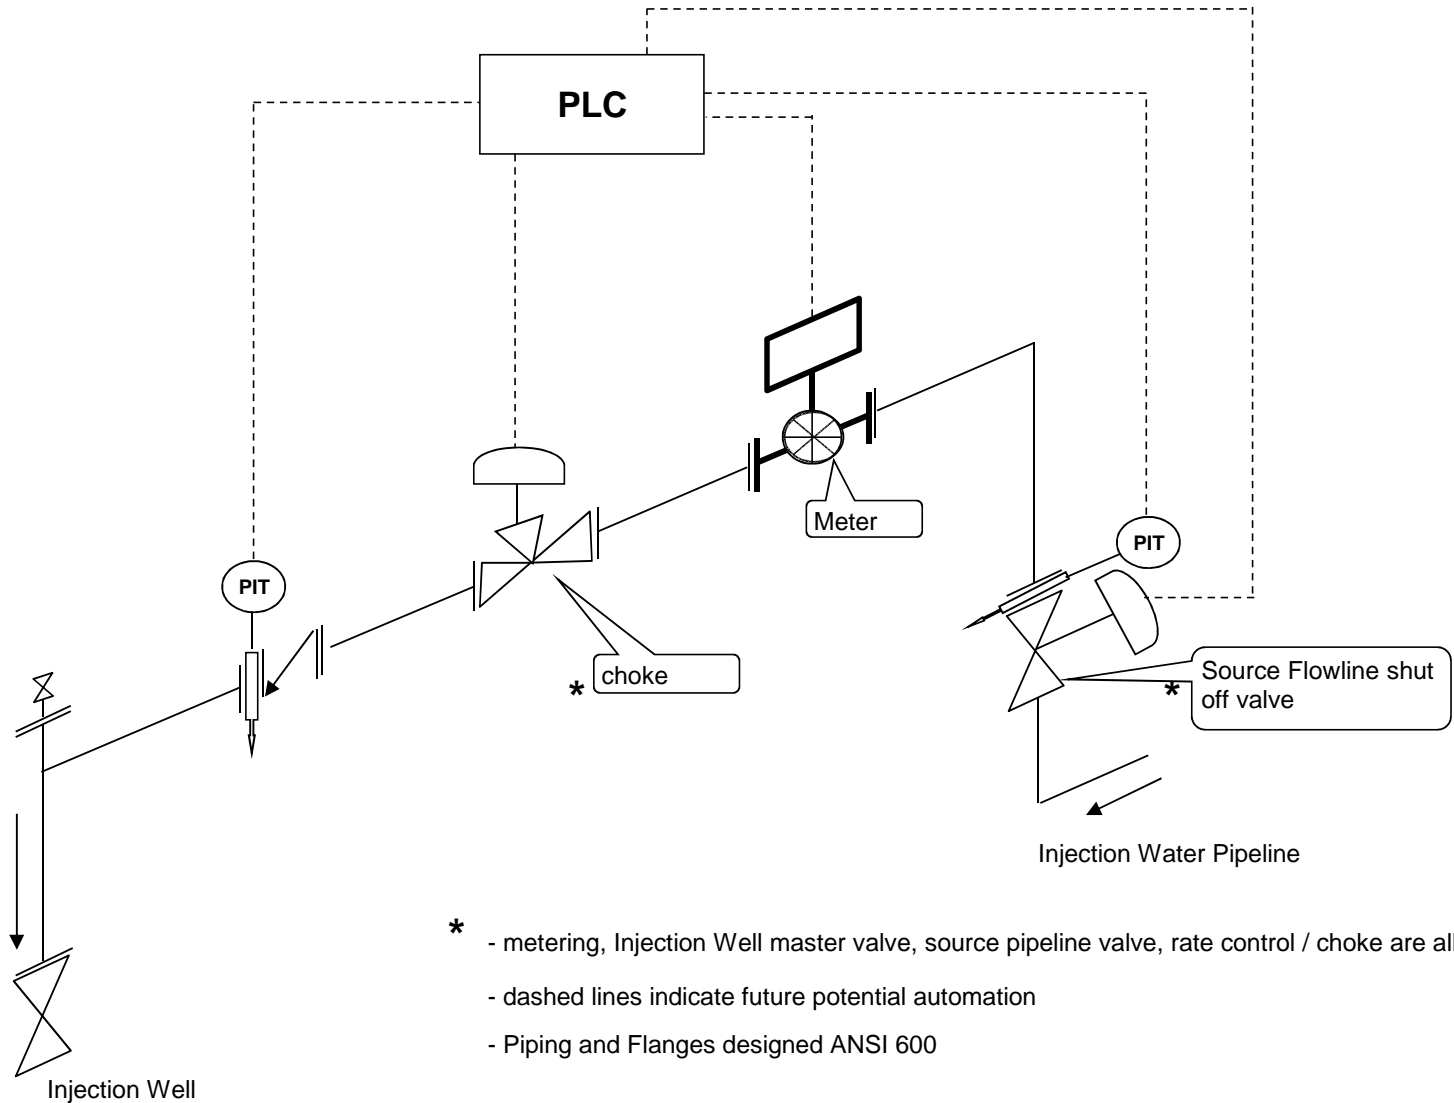 PLC
Meter
PIT
PIT
choke
*
Source Flowline shut
off valve
*
Injection Water Pipeline
*
- metering, Injection Well master valve, source pipeline valve, rate control / choke are all
- dashed lines indicate future potential automation
- Piping and Flanges designed ANSI 600
Injection Well